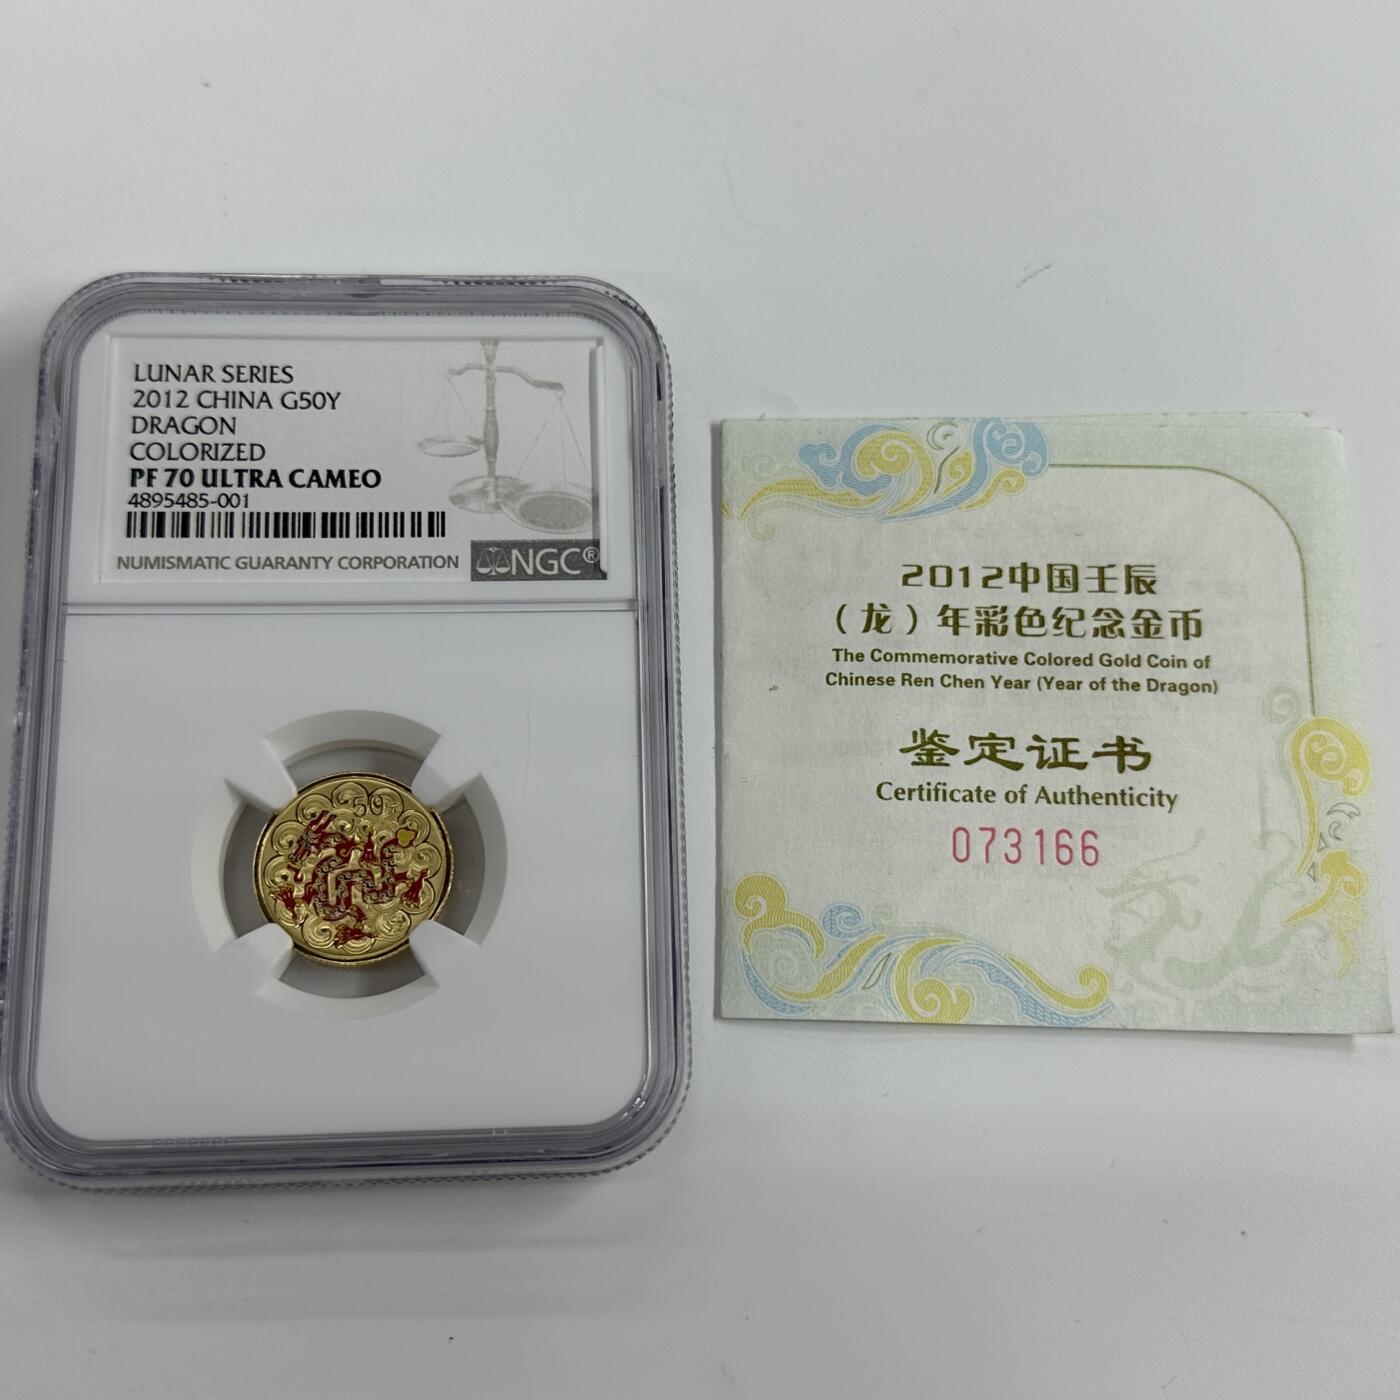 LUNAR SERIES
2012 CHINA G50Y
DRAGON
COLORIZED
PF 70 ULTRA CAMEO
4895485-001
NUMISMATIC GUARANTY CORPORATION
NGC®
50
2012中国壬辰
（龙）年彩色纪念金币
The Commemorative Colored Gold Coin of
Chinese Ren Chen Year (Year of the Dragon)
鉴定证书
Certificate of Authenticity
073166